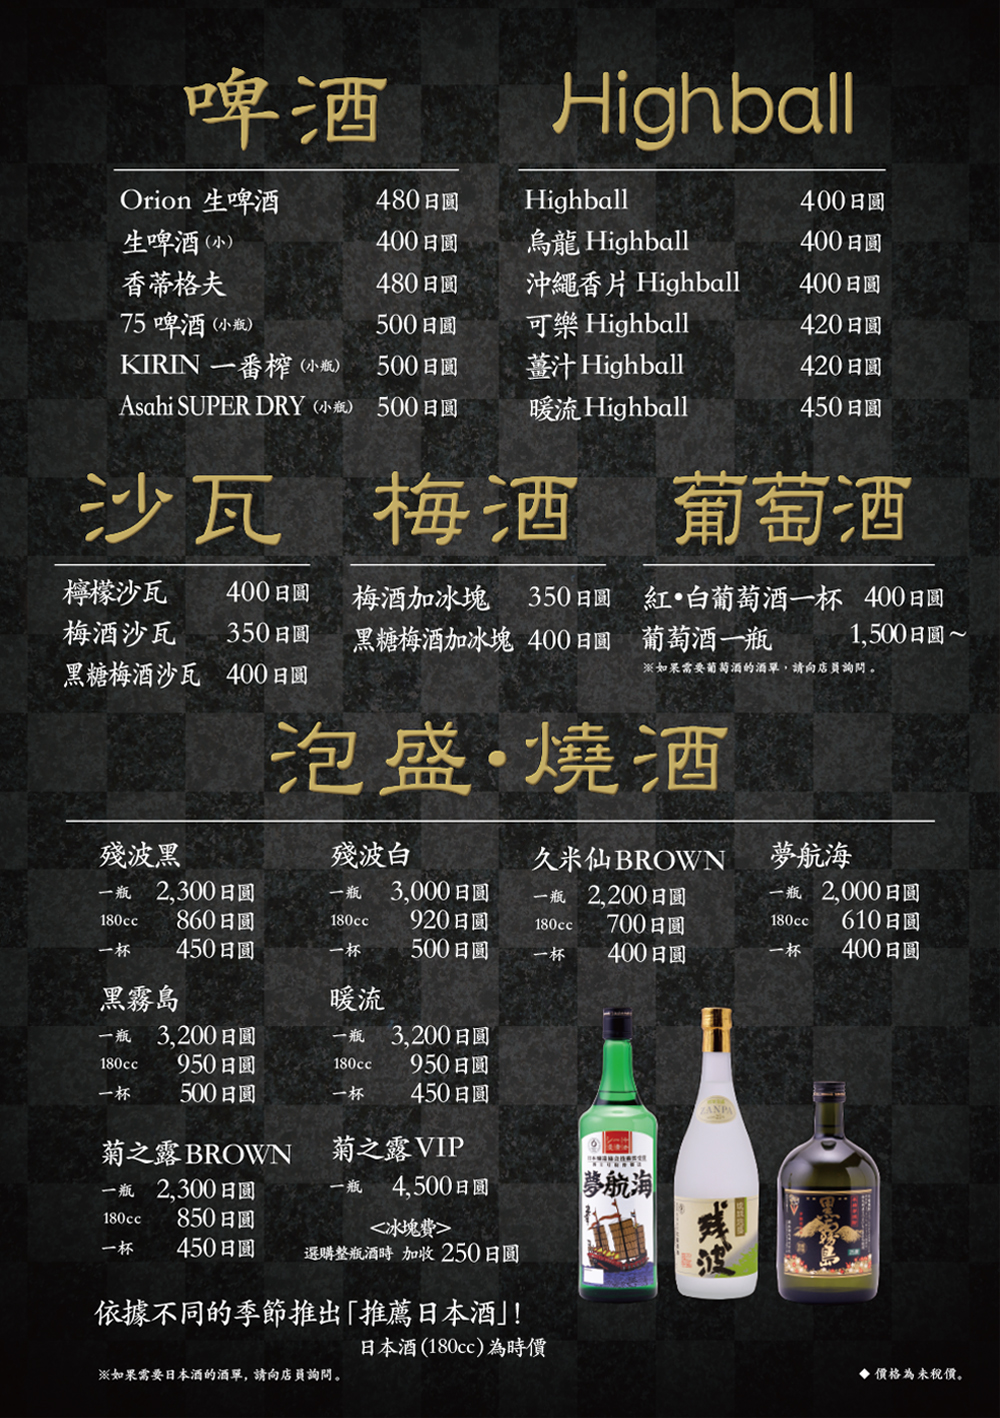 啤酒
Orion 生啤酒 480日圓
生啤酒(小) 400日圓
香蒂格夫 480日圓
75 啤酒(小瓶) 500日圓
KIRIN 一番榨(小瓶) 500日圓
Asahi SUPER DRY(小瓶) 500日圓
Highball
Highball 400日圓
烏龍 Highball 400日圓
沖繩香片 Highball 400日圓
可樂 Highball 420日圓
薑汁 Highball 420日圓
暖流 Highball 450日圓
沙瓦
檸檬沙瓦 400日圓
梅酒沙瓦 350日圓
黑糖梅酒沙瓦 400日圓
梅酒
梅酒加冰塊 350日圓
黑糖梅酒加冰塊 400日圓
葡萄酒
紅•白葡萄酒一杯 400日圓
葡萄酒一瓶 1,500日圓~
※如果需要葡萄酒的酒單,請向店員詢問。
泡盛·燒酒
殘波黑
一瓶 2,300日圓
180cc 860日圓
一杯 450日圓
殘波白
一瓶 3,000日圓
180cc 920日圓
一杯 500日圓
久米仙BROWN
一瓶 2,200日圓
180cc 700日圓
一杯 400日圓
夢航海
一瓶 2,000日圓
180cc 610日圓
一杯 400日圓
黑霧島
一瓶 3,200日圓
180cc 950日圓
一杯 500日圓
暖流
一瓶 3,200日圓
180cc 950日圓
一杯 450日圓
菊之露BROWN
一瓶 2,300日圓
180cc 850日圓
一杯 450日圓
菊之露VIP
一瓶 4,500日圓
<冰塊費>
選購整瓶酒時 加收 250日圓
夢航海
ZANPA
残波
黒霧島
依據不同的季節推出「推薦日本酒」!
日本酒(180cc)為時價
※如果需要日本酒的酒單,請向店員詢問。
◆ 價格為未稅價。